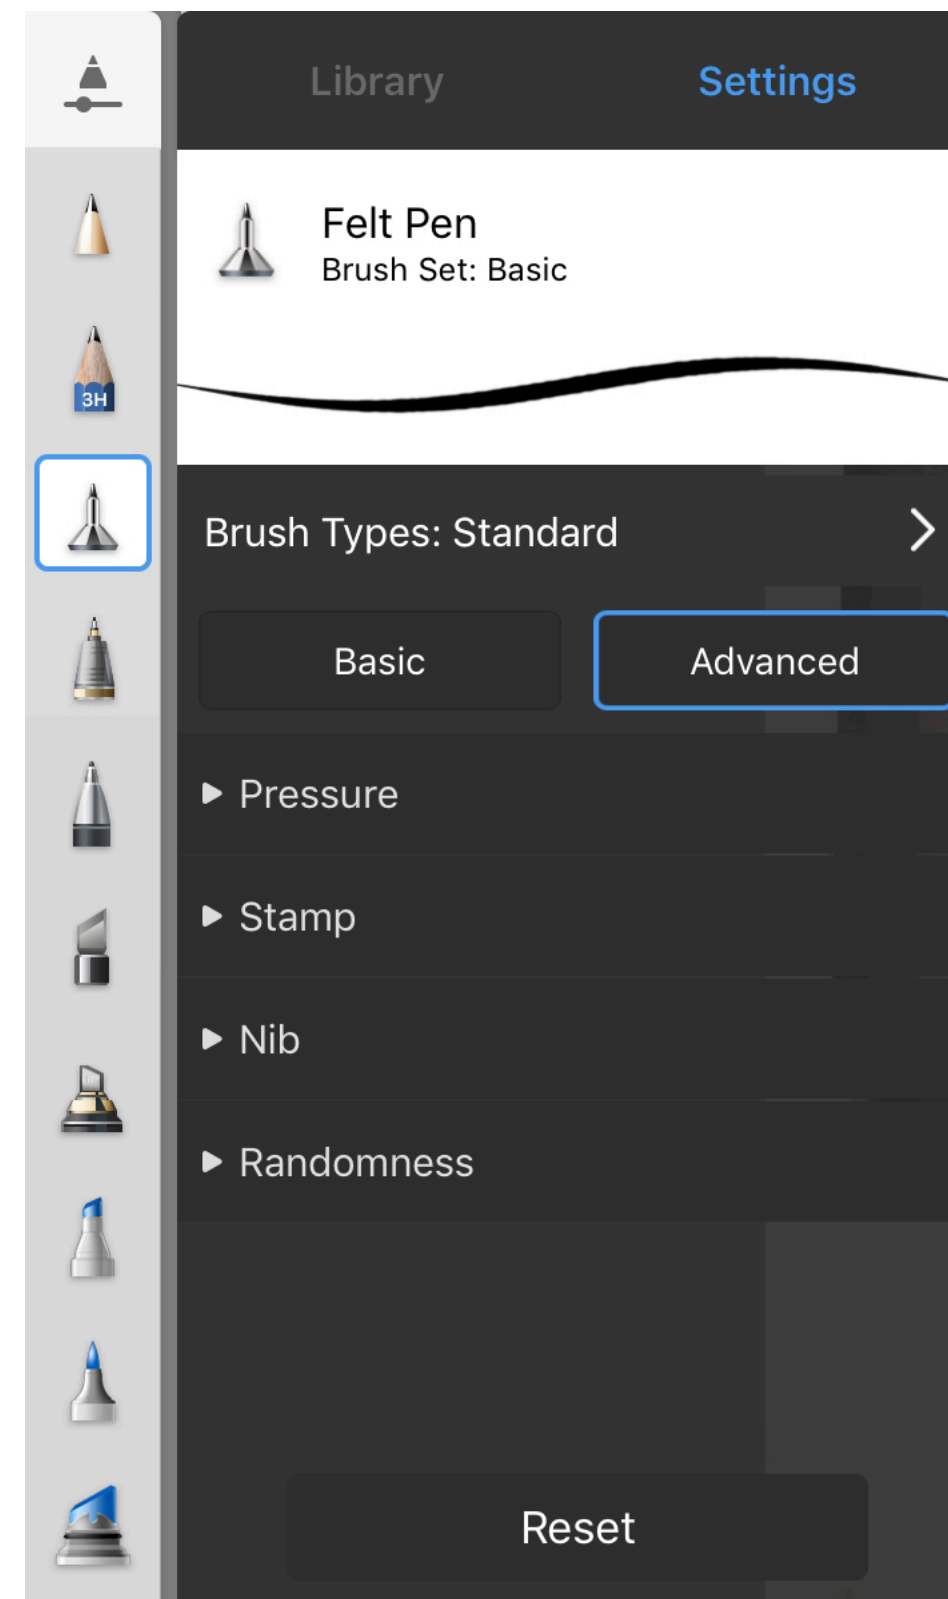 Library
Settings
Felt Pen
Brush Set: Basic
3H
Brush Types: Standard
Basic
Advanced
Pressure
Stamp
Nib
Randomness
Reset